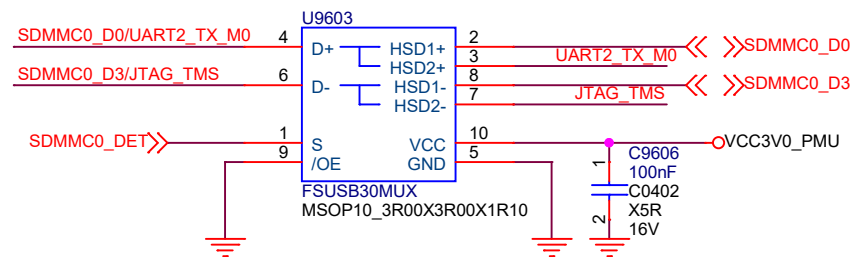 U9603
SDMMC0_D0/UART2_TX_M0 4 D+ HSD1+ 2 SDMMC0_D0
HSD2+ 3 UART2_TX_M0
SDMMC0_D3/JTAG_TMS 6 D- HSD1- 8 SDMMC0_D3
HSD2- 7 JTAG_TMS
SDMMC0_DET 1 S VCC 10 VCC3V0_PMU
9 /OE GND 5
FSUSB30MUX
MSOP10_3R00X3R00X1R10
1 C9606
100nF
C0402
X5R
2 16V